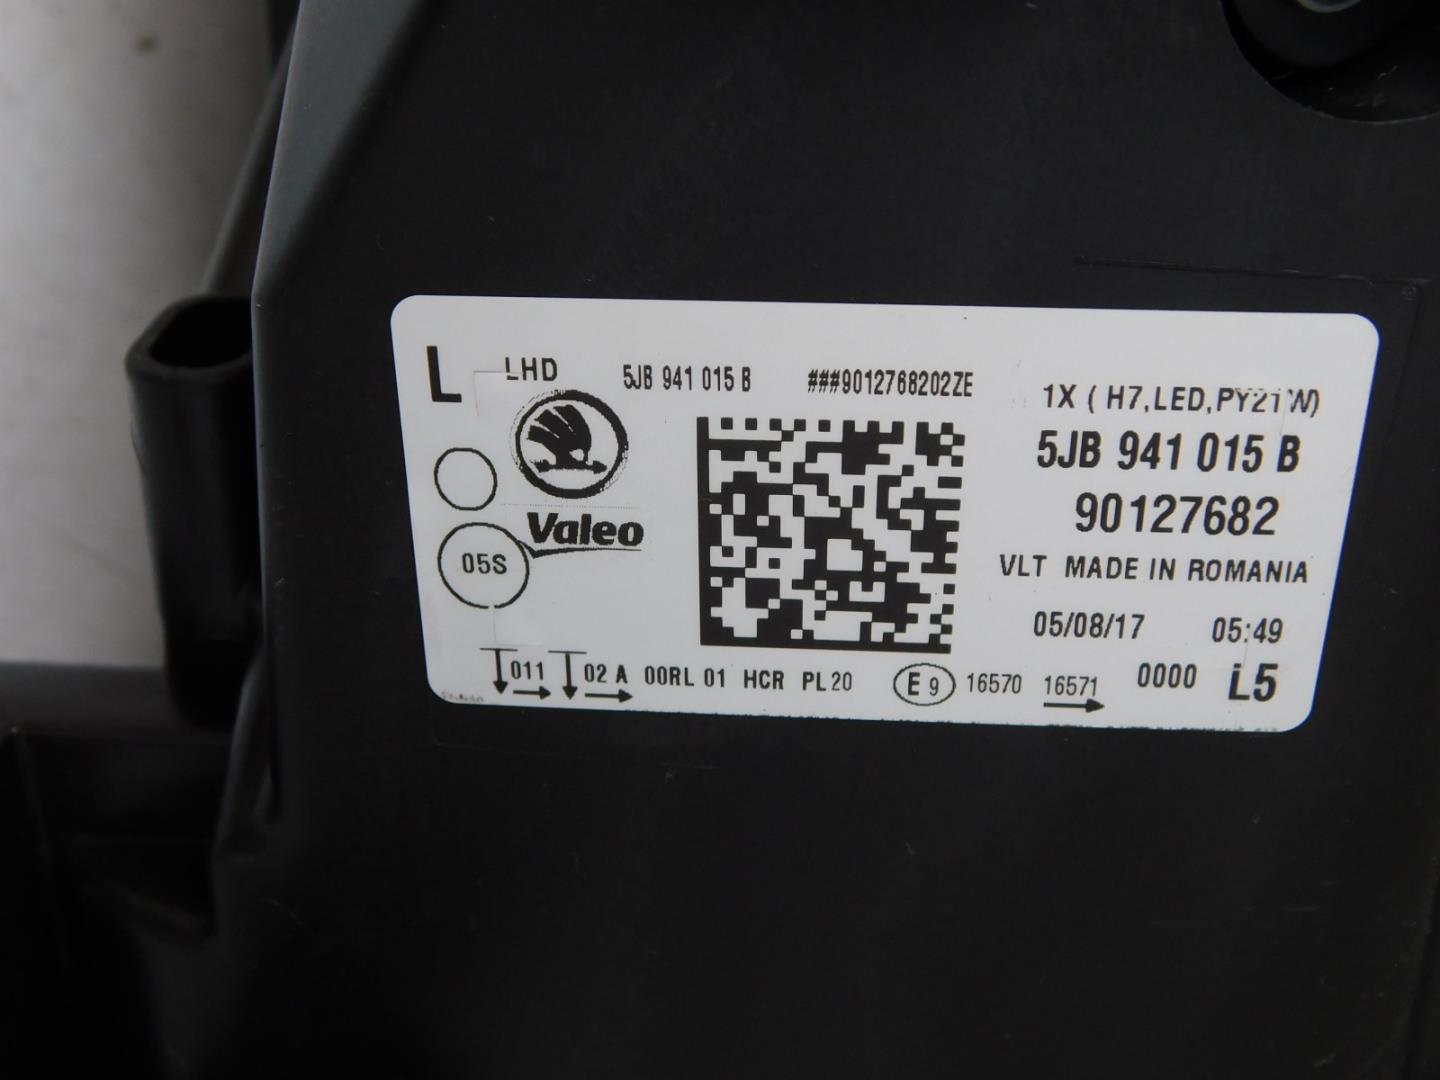 L LHD 5JB 941 015 B ###9012768202ZE
1X ( H7,LED,PY21W)
5JB 941 015 B
90127682
Valeo
05S
VLT MADE IN ROMANIA
05/08/17 05:49
011 02 A 00RL 01 HCR PL20 E 9 16570 16571 0000 L5